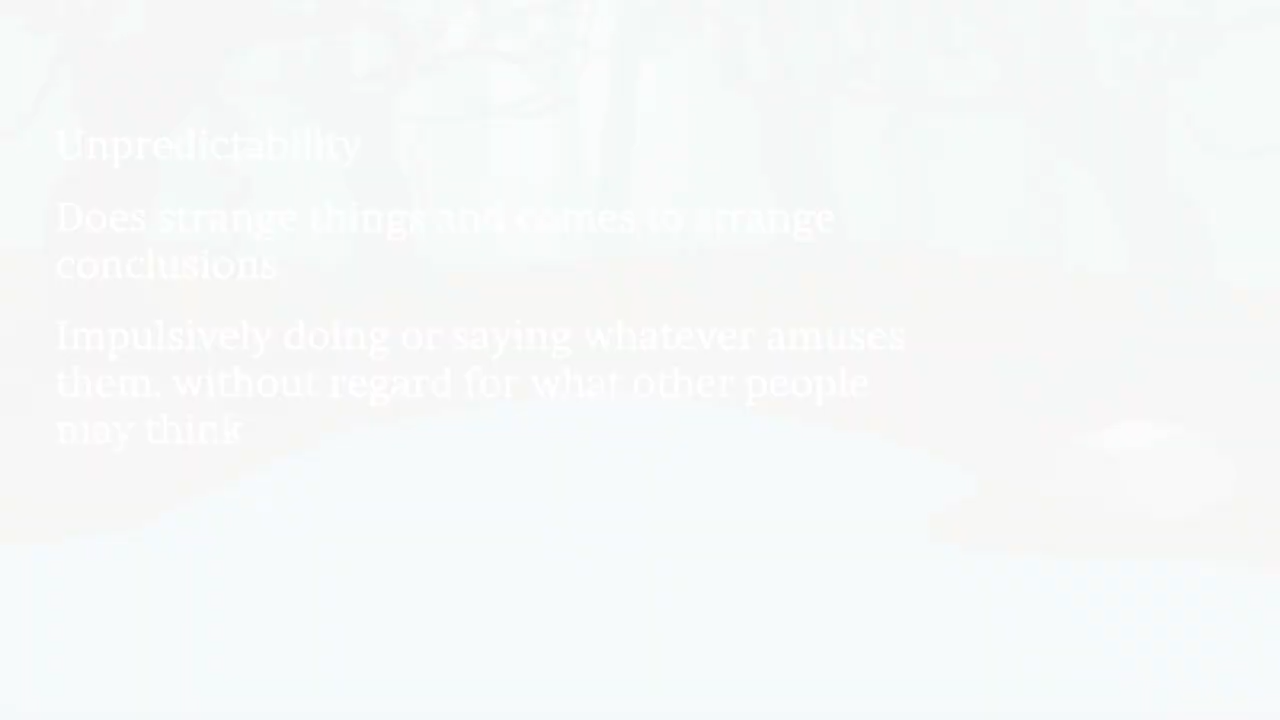 Unpredictability
Does strange things and comes to strange
conclusions
Impulsively doing or saying whatever amuses
them, without regard for what other people
may think